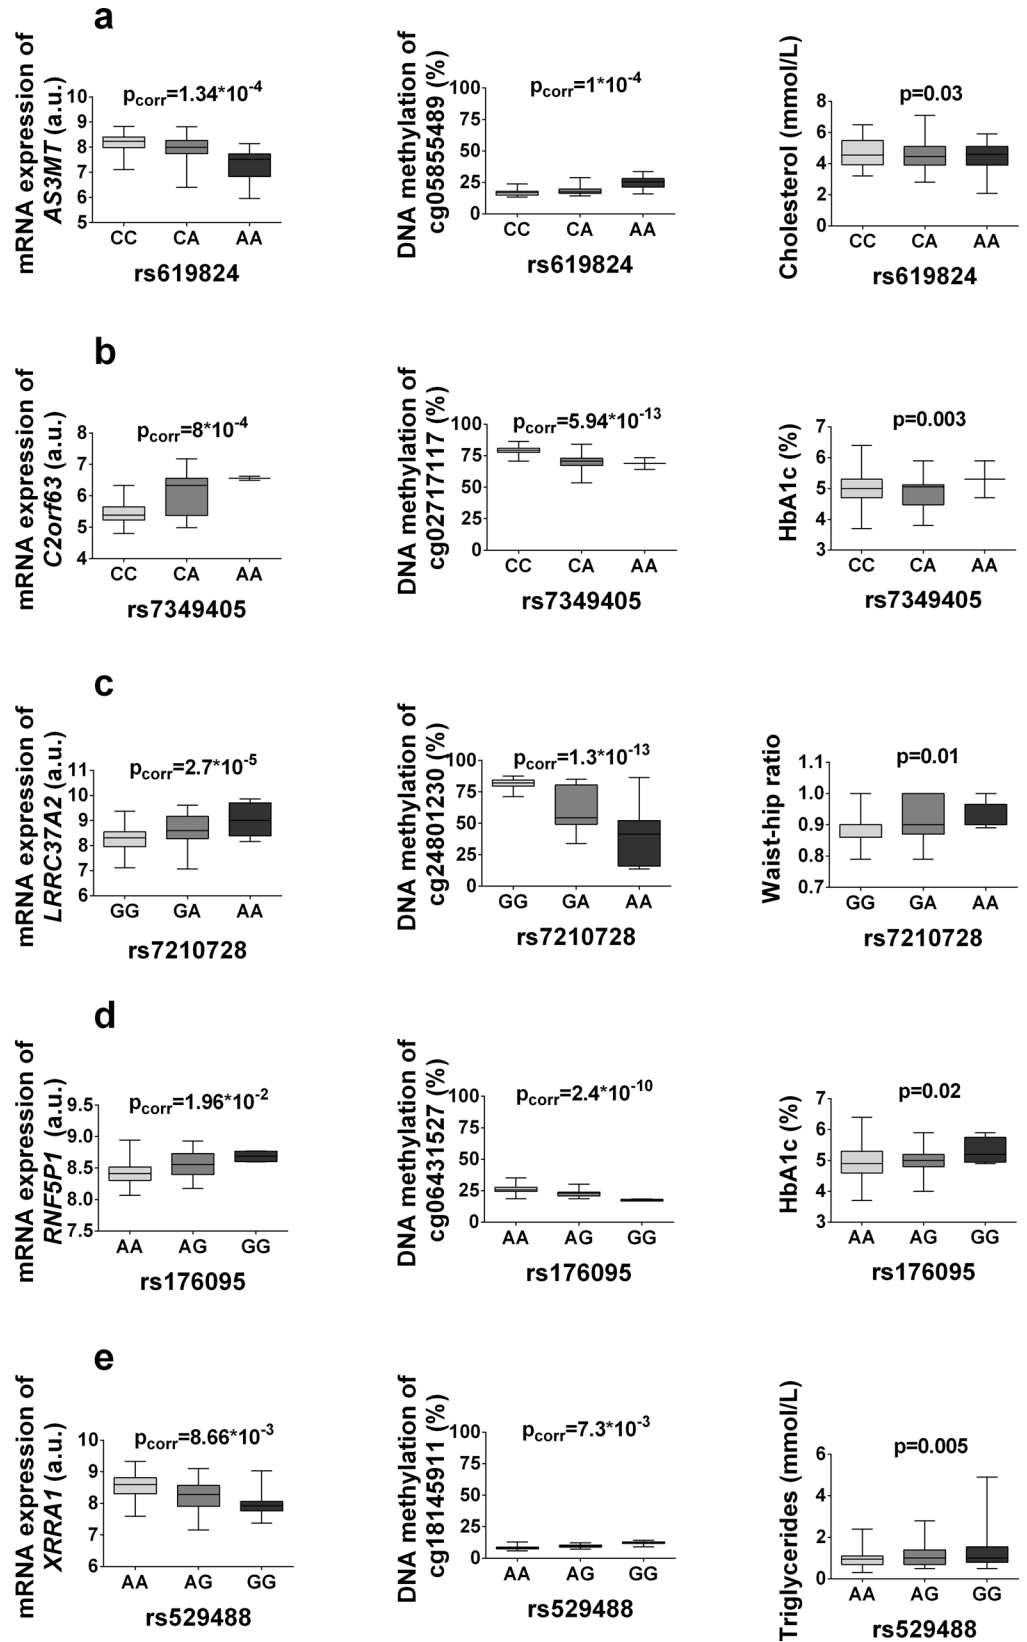 a
mRNA expression of
AS3MT (a.u.)
pcorr=1.34*10-4
10
9
8
7
6
5
CC CA AA
rs619824
DNA methylation of
cg05855489 (%)
pcorr=1*10-4
100
75
50
25
0
CC CA AA
rs619824
Cholesterol (mmol/L)
p=0.03
8
6
4
2
0
CC CA AA
rs619824
b
mRNA expression of
C2orf63 (a.u.)
pcorr=8*10-4
8
7
6
5
4
CC CA AA
rs7349405
DNA methylation of
cg02717117 (%)
pcorr=5.94*10-13
100
75
50
25
0
CC CA AA
rs7349405
HbA1c (%)
p=0.003
7
6
5
4
3
CC CA AA
rs7349405
c
mRNA expression of
LRRC37A2 (a.u.)
pcorr=2.7*10-5
11
10
9
8
7
6
GG GA AA
rs7210728
DNA methylation of
cg24801230 (%)
pcorr=1.3*10-13
100
75
50
25
0
GG GA AA
rs7210728
Waist-hip ratio
p=0.01
1.1
1.0
0.9
0.8
0.7
GG GA AA
rs7210728
d
mRNA expression of
RNF5P1 (a.u.)
pcorr=1.96*10-2
9.5
9.0
8.5
8.0
7.5
AA AG GG
rs176095
DNA methylation of
cg06431527 (%)
pcorr=2.4*10-10
100
75
50
25
0
AA AG GG
rs176095
HbA1c (%)
p=0.02
7
6
5
4
3
AA AG GG
rs176095
e
mRNA expression of
XRRA1 (a.u.)
pcorr=8.66*10-3
10
9
8
7
6
AA AG GG
rs529488
DNA methylation of
cg18145911 (%)
pcorr=7.3*10-3
100
75
50
25
0
AA AG GG
rs529488
Triglycerides (mmol/L)
p=0.005
6
4
2
0
AA AG GG
rs529488